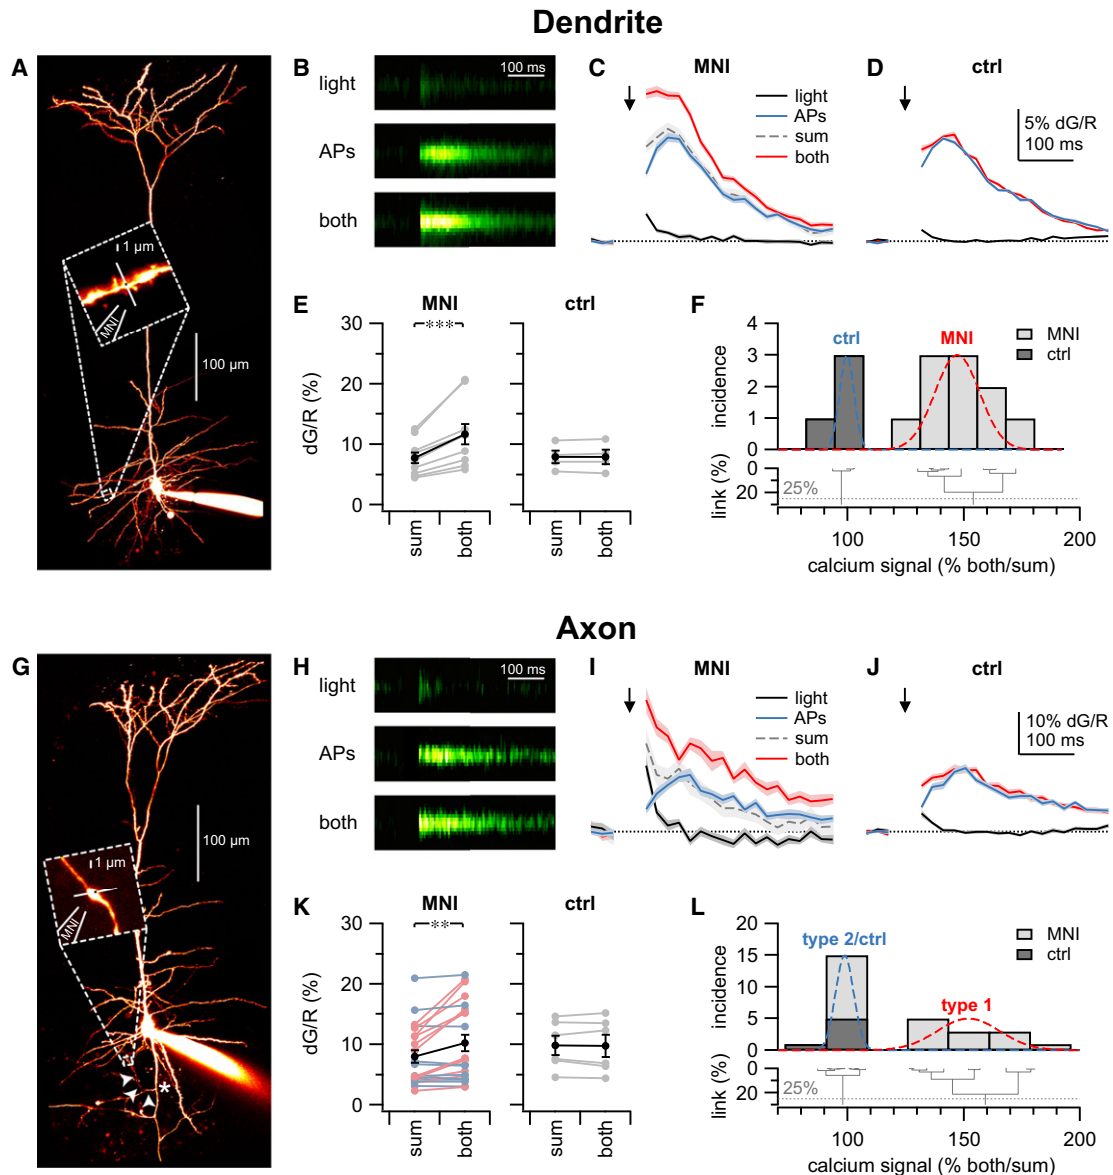 Dendrite
A
1 µm
MNI
100 µm
B
100 ms
light
APs
both
C
MNI
light
APs
sum
both
D
ctrl
5% dG/R
100 ms
E
MNI
ctrl
***
30
20
10
0
dG/R (%)
sum
both
sum
both
F
4
3
2
1
0
incidence
ctrl
MNI
MNI
ctrl
0
20
link (%)
25%
100
150
200
calcium signal (% both/sum)
Axon
G
1 µm
MNI
100 µm
*
H
100 ms
light
APs
both
I
MNI
light
APs
sum
both
J
ctrl
10% dG/R
100 ms
K
MNI
ctrl
**
30
20
10
0
dG/R (%)
sum
both
sum
both
L
20
15
10
5
0
incidence
type 2/ctrl
type 1
MNI
ctrl
0
20
link (%)
25%
100
150
200
calcium signal (% both/sum)